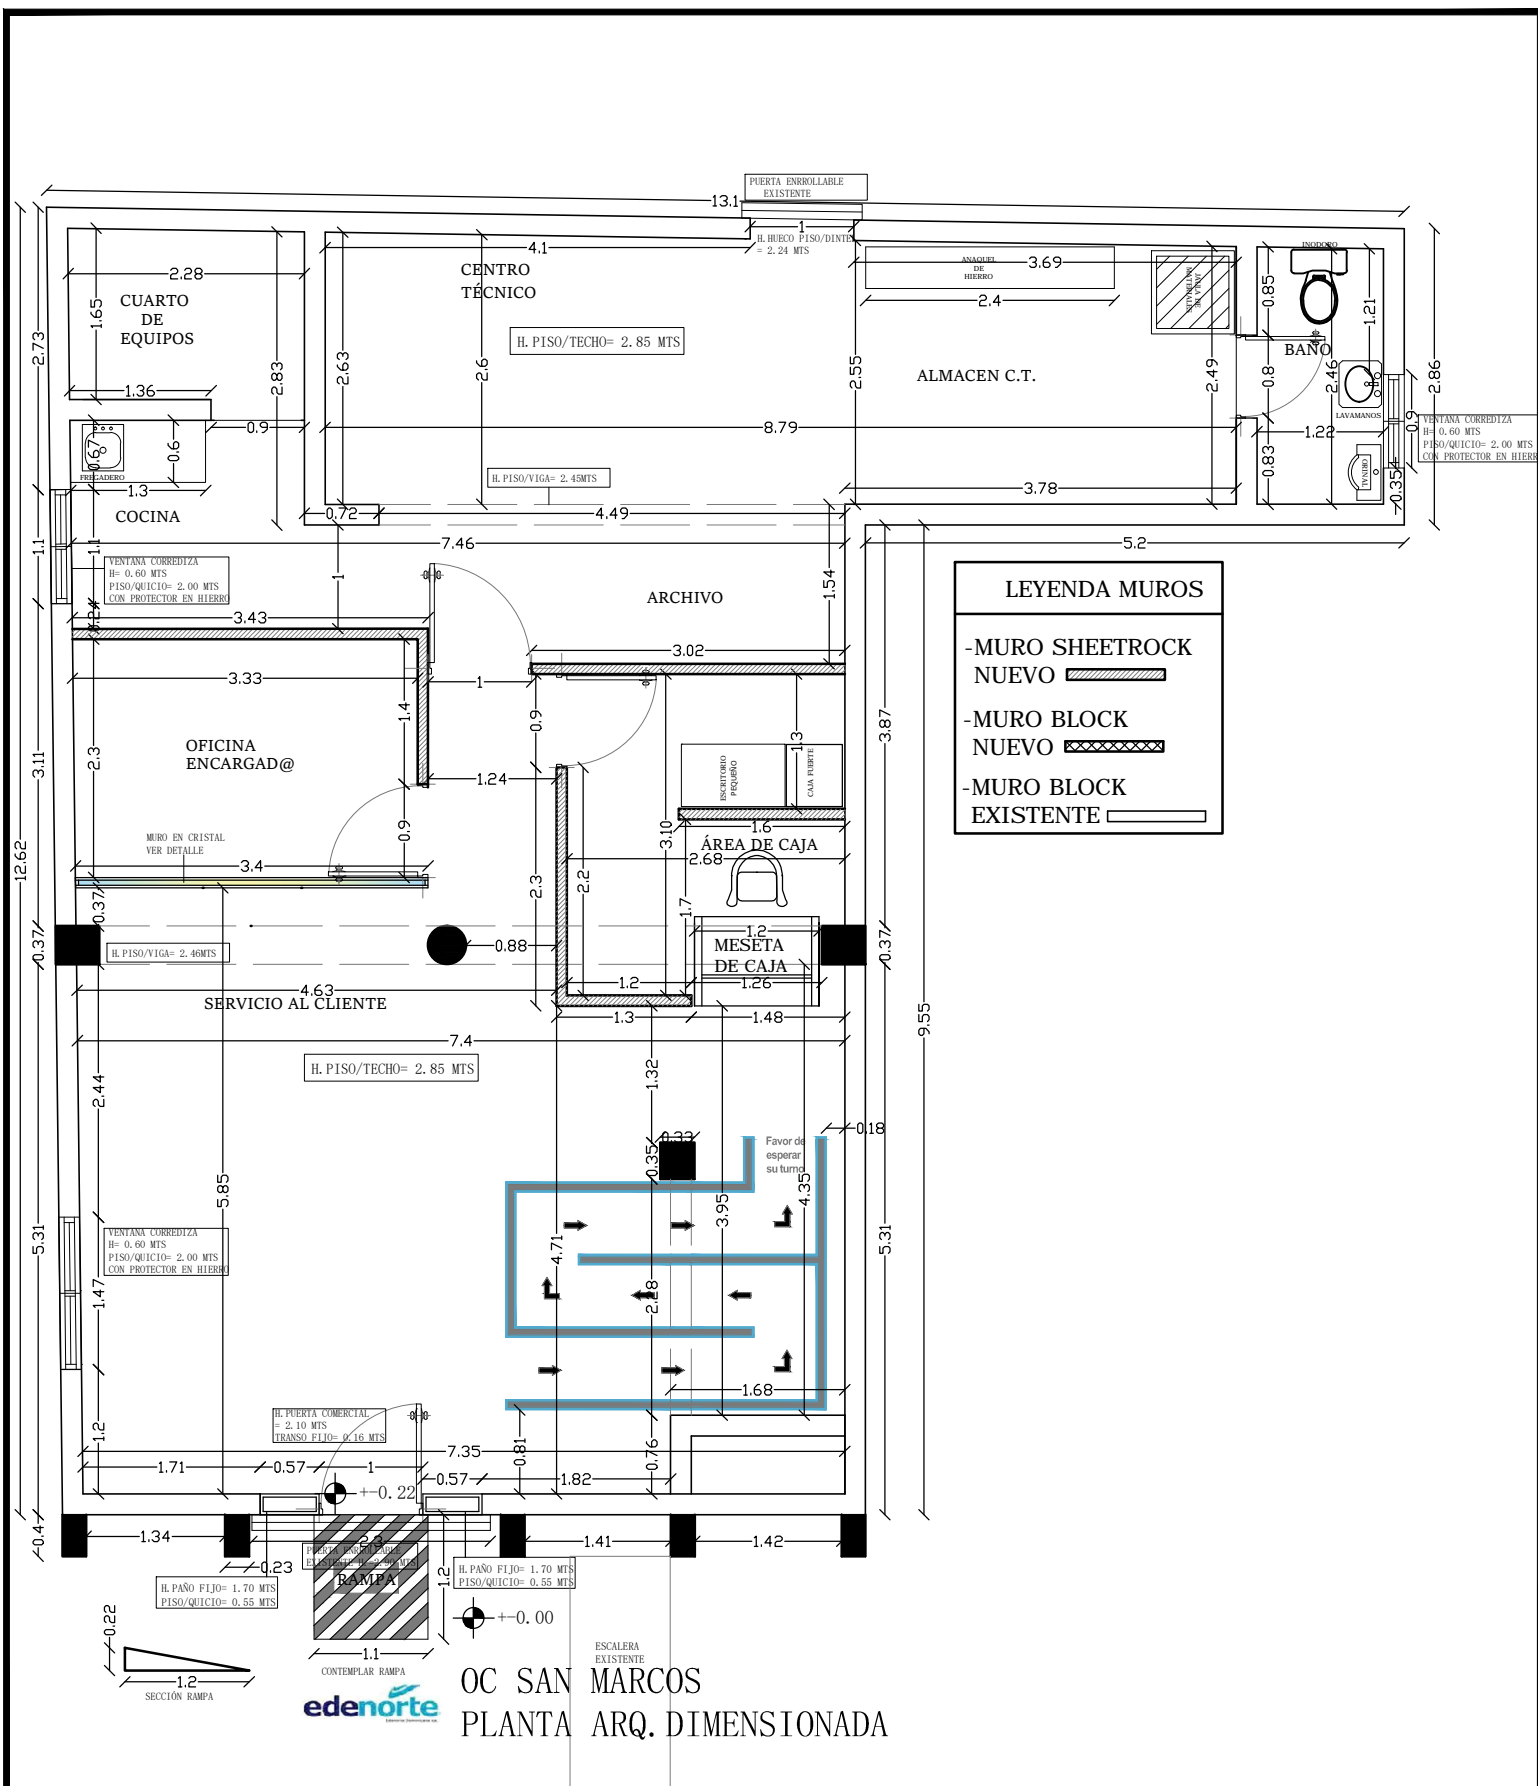 PUERTA ENRROLLABLE
EXISTENTE
13.1
1
H. HUECO PISO/DINTE
= 2.24 MTS
4.1
CENTRO
TÉCNICO
2.28
CUARTO
DE
EQUIPOS
1.65
2.73
2.83
2.63
2.6
H. PISO/TECHO= 2.85 MTS
2.55
ANAQUEL
DE
HIERRO
3.69
2.4
JAULA DE
MATERIALES
INODORO
0.85
1.21
BAÑO
0.8
2.46
2.49
2.86
ALMACEN C.T.
LAVAMANOS
1.22
0.9
VENTANA CORREDIZA
H= 0.60 MTS
PISO/QUICIO= 2.00 MTS
CON PROTECTOR EN HIERR
0.83
ORINAL
0.35
1.36
0.9
8.79
0.67
0.6
FREGADERO
1.3
COCINA
H. PISO/VIGA= 2.45MTS
3.78
0.72
4.49
7.46
5.2
1.1
1.1
VENTANA CORREDIZA
H= 0.60 MTS
PISO/QUICIO= 2.00 MTS
CON PROTECTOR EN HIERRO
1
0.24
3.43
ARCHIVO
1.54
3.02
LEYENDA MUROS
-MURO SHEETROCK
NUEVO
-MURO BLOCK
NUEVO
-MURO BLOCK
EXISTENTE
3.33
1
1.4
0.9
3.87
OFICINA
ENCARGAD@
2.3
3.11
1.24
1.3
ESCRITORIO
PEQUEÑO
CAJA FUERTE
MURO EN CRISTAL
VER DETALLE
0.9
3.10
1.6
ÁREA DE CAJA
2.68
3.4
12.62
2.3
2.2
1.7
0.37
0.37
H. PISO/VIGA= 2.46MTS
0.88
1.2
MESETA
DE CAJA
0.37
4.63
SERVICIO AL CLIENTE
1.2
1.26
1.3
1.48
9.55
7.4
H. PISO/TECHO= 2.85 MTS
2.44
1.32
0.33
0.18
Favor de
esperar
su turno
0.35
5.85
3.95
4.35
VENTANA CORREDIZA
H= 0.60 MTS
PISO/QUICIO= 2.00 MTS
CON PROTECTOR EN HIERRO
5.31
4.71
5.31
1.47
2.28
1.68
H. PUERTA COMERCIAL
= 2.10 MTS
TRANSO FIJO= 0.16 MTS
1.2
7.35
0.81
0.76
1.71
0.57
1
0.57
1.82
+-0.22
0.4
1.34
2.3
1.41
1.42
PUERTA ENRROLLABLE
EXISTENTE H.=2.90 MTS
0.23
RAMPA
1.2
H. PAÑO FIJO= 1.70 MTS
PISO/QUICIO= 0.55 MTS
H. PAÑO FIJO= 1.70 MTS
PISO/QUICIO= 0.55 MTS
+-0.00
0.22
1.2
SECCIÓN RAMPA
1.1
CONTEMPLAR RAMPA
ESCALERA
EXISTENTE
edenorte
OC SAN MARCOS
PLANTA ARQ. DIMENSIONADA